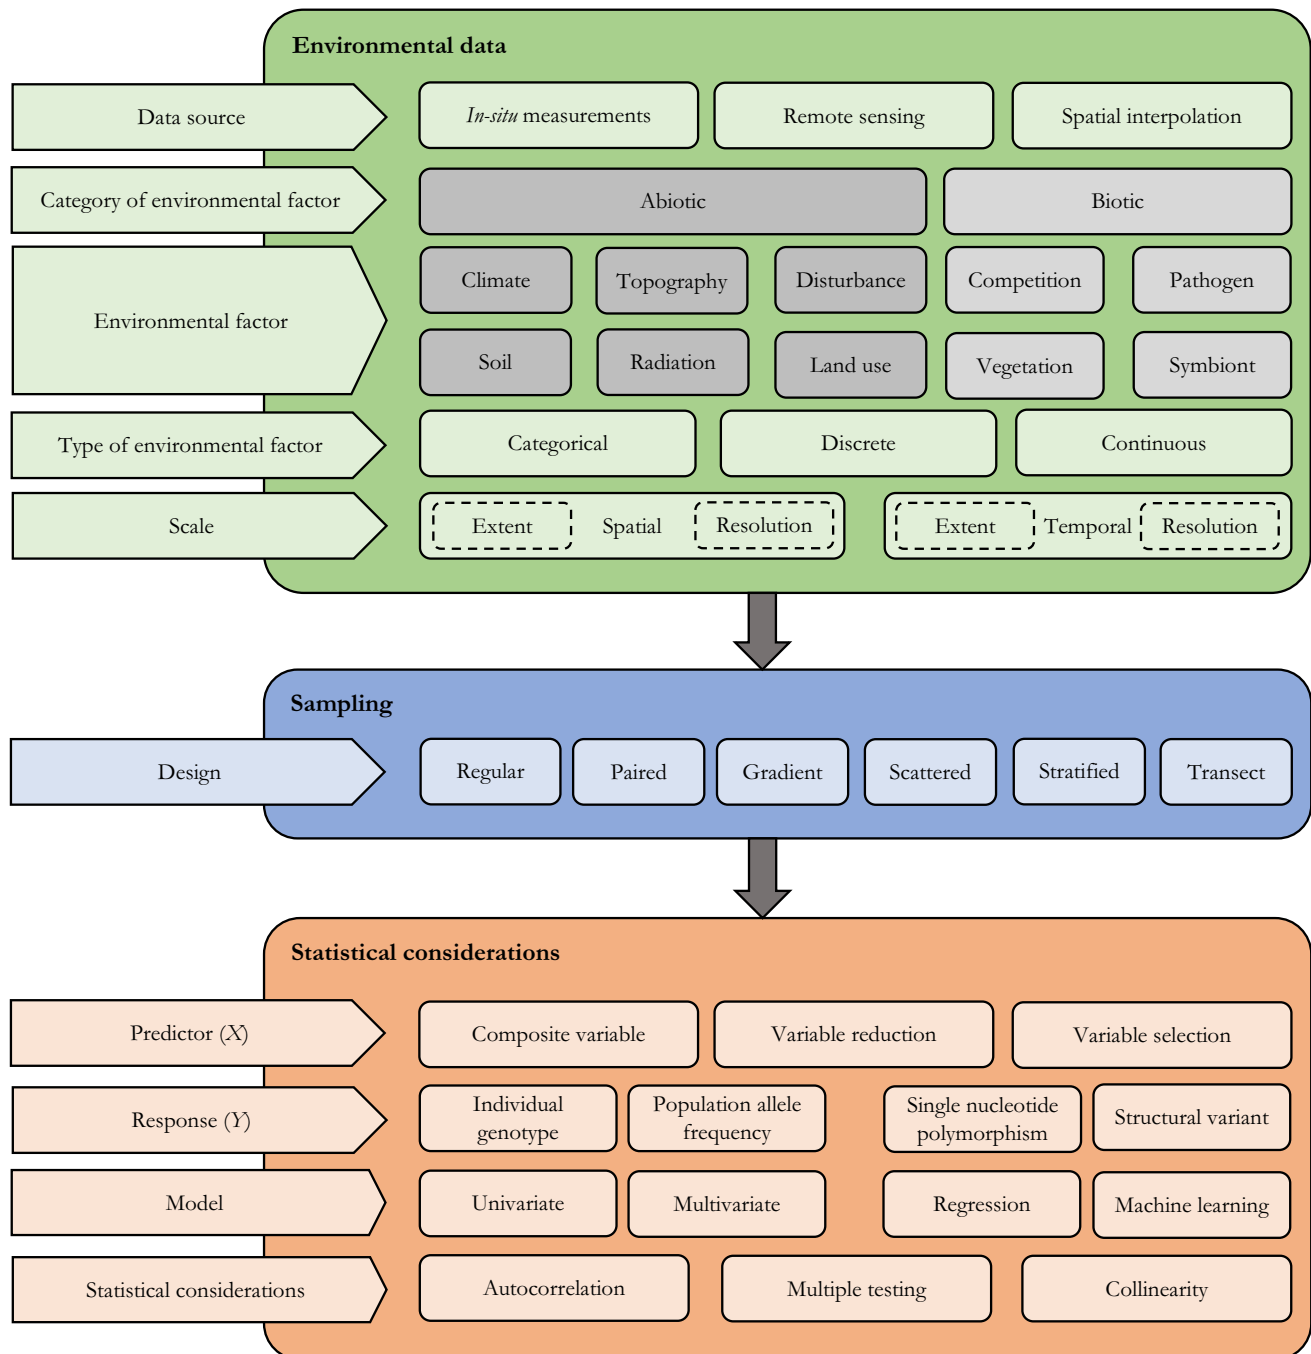 Environmental data
Data source
In-situ measurements
Remote sensing
Spatial interpolation
Category of environmental factor
Abiotic
Biotic
Environmental factor
Climate
Topography
Disturbance
Competition
Pathogen
Soil
Radiation
Land use
Vegetation
Symbiont
Type of environmental factor
Categorical
Discrete
Continuous
Scale
Extent
Spatial
Resolution
Extent
Temporal
Resolution
Sampling
Design
Regular
Paired
Gradient
Scattered
Stratified
Transect
Statistical considerations
Predictor (X)
Composite variable
Variable reduction
Variable selection
Response (Y)
Individual
genotype
Population allele
frequency
Single nucleotide
polymorphism
Structural variant
Model
Univariate
Multivariate
Regression
Machine learning
Statistical considerations
Autocorrelation
Multiple testing
Collinearity